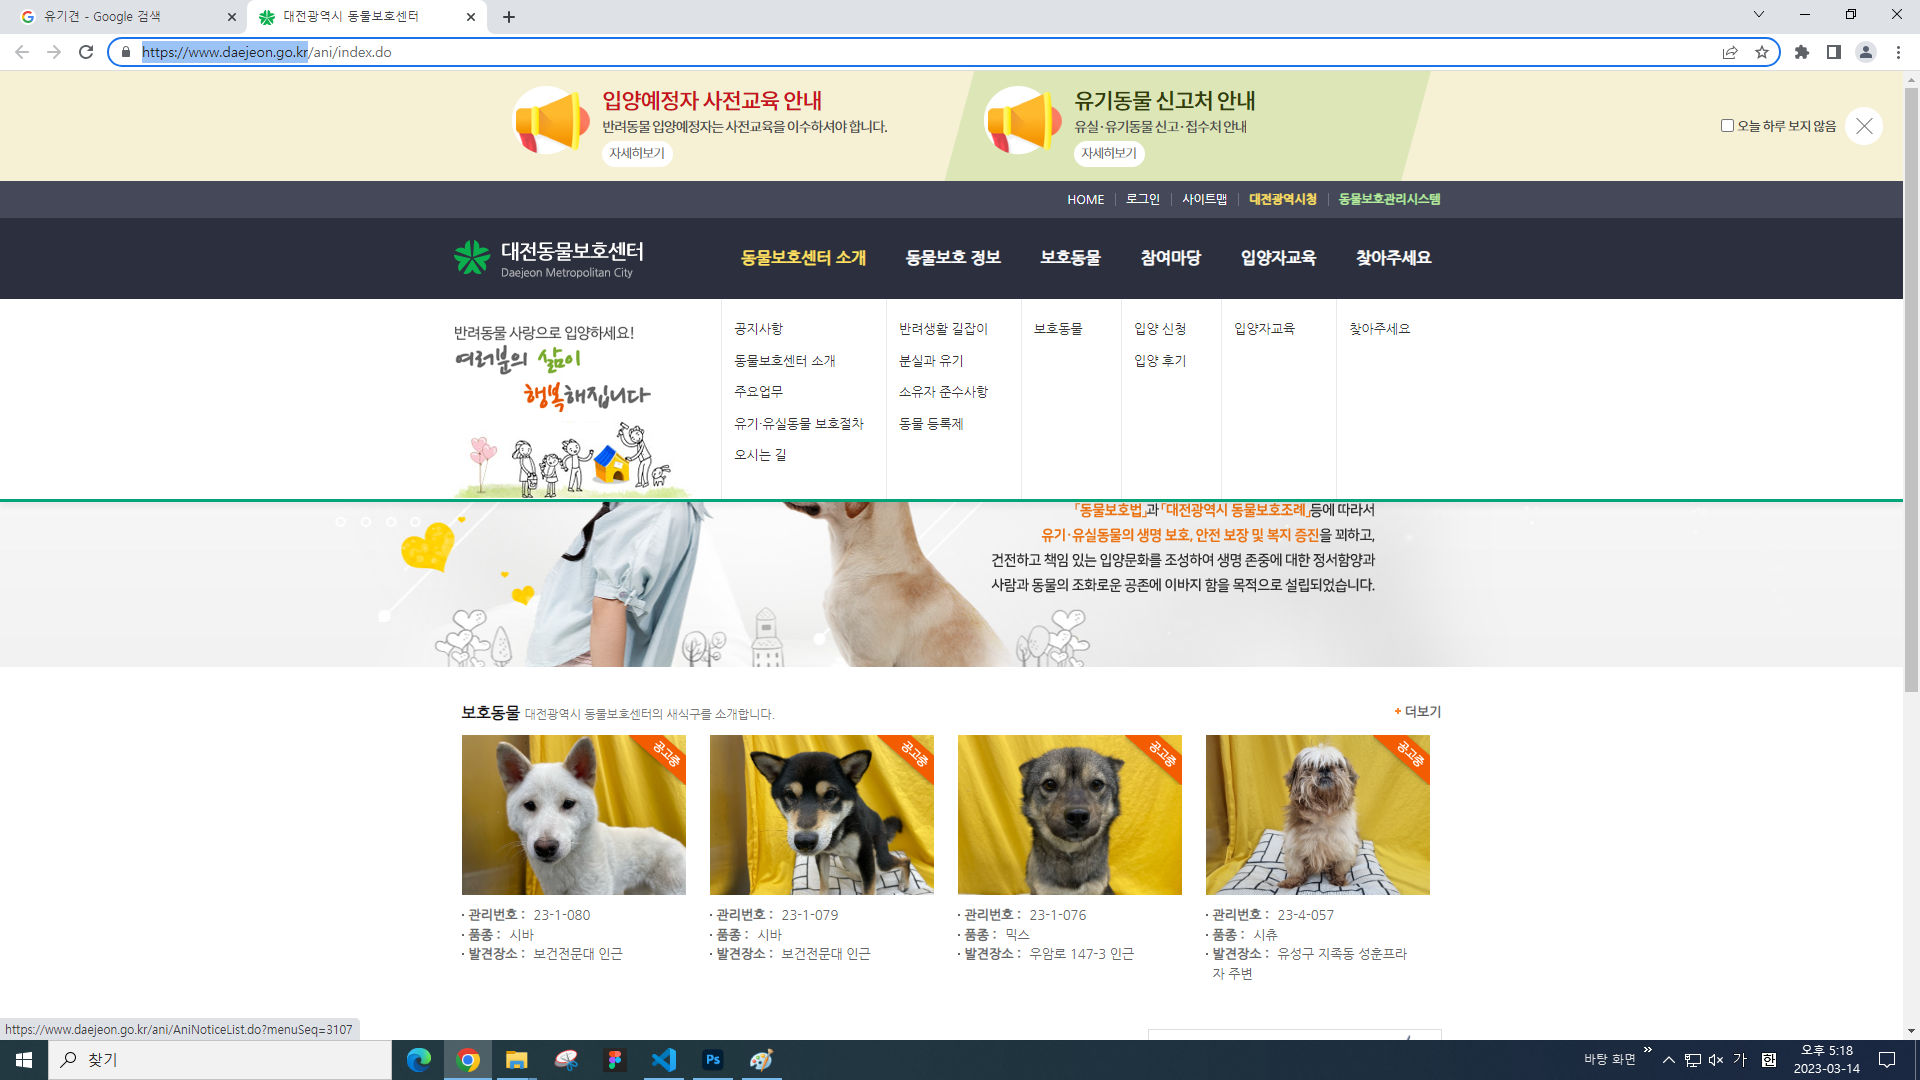 유기견 - Google 검색
대전광역시 동물보호센터
https://www.daejeon.go.kr/ani/index.do
입양예정자 사전교육 안내
반려동물 입양예정자는 사전교육을 이수하셔야 합니다.
자세히보기
유기동물 신고처 안내
유실·유기동물 신고·접수처 안내
자세히보기
오늘 하루 보지 않음
HOME
로그인
사이트맵
대전광역시청
동물보호관리시스템
대전동물보호센터
Daejeon Metropolitan City
동물보호센터 소개
동물보호 정보
보호동물
참여마당
입양자교육
찾아주세요
반려동물 사랑으로 입양하세요!
여러분의 삶이
행복해집니다
공지사항
동물보호센터 소개
주요업무
유기·유실동물 보호절차
오시는 길
반려생활 길잡이
분실과 유기
소유자 준수사항
동물 등록제
보호동물
입양 신청
입양 후기
입양자교육
찾아주세요
「동물보호법」과 「대전광역시 동물보호조례」등에 따라서
유기·유실동물의 생명 보호, 안전 보장 및 복지 증진을 꾀하고,
건전하고 책임 있는 입양문화를 조성하여 생명 존중에 대한 정서함양과
사람과 동물의 조화로운 공존에 이바지 함을 목적으로 설립되었습니다.
보호동물 대전광역시 동물보호센터의 새식구를 소개합니다.
+ 더보기
공고중
공고중
공고중
공고중
· 관리번호 : 23-1-080
· 품종 : 시바
· 발견장소 : 보건전문대 인근
· 관리번호 : 23-1-079
· 품종 : 시바
· 발견장소 : 보건전문대 인근
· 관리번호 : 23-1-076
· 품종 : 믹스
· 발견장소 : 우암로 147-3 인근
· 관리번호 : 23-4-057
· 품종 : 시츄
· 발견장소 : 유성구 지족동 성훈프라
자 주변
https://www.daejeon.go.kr/ani/AniNoticeList.do?menuSeq=3107
찾기
Ps
바탕 화면
가
한
오후 5:18
2023-03-14